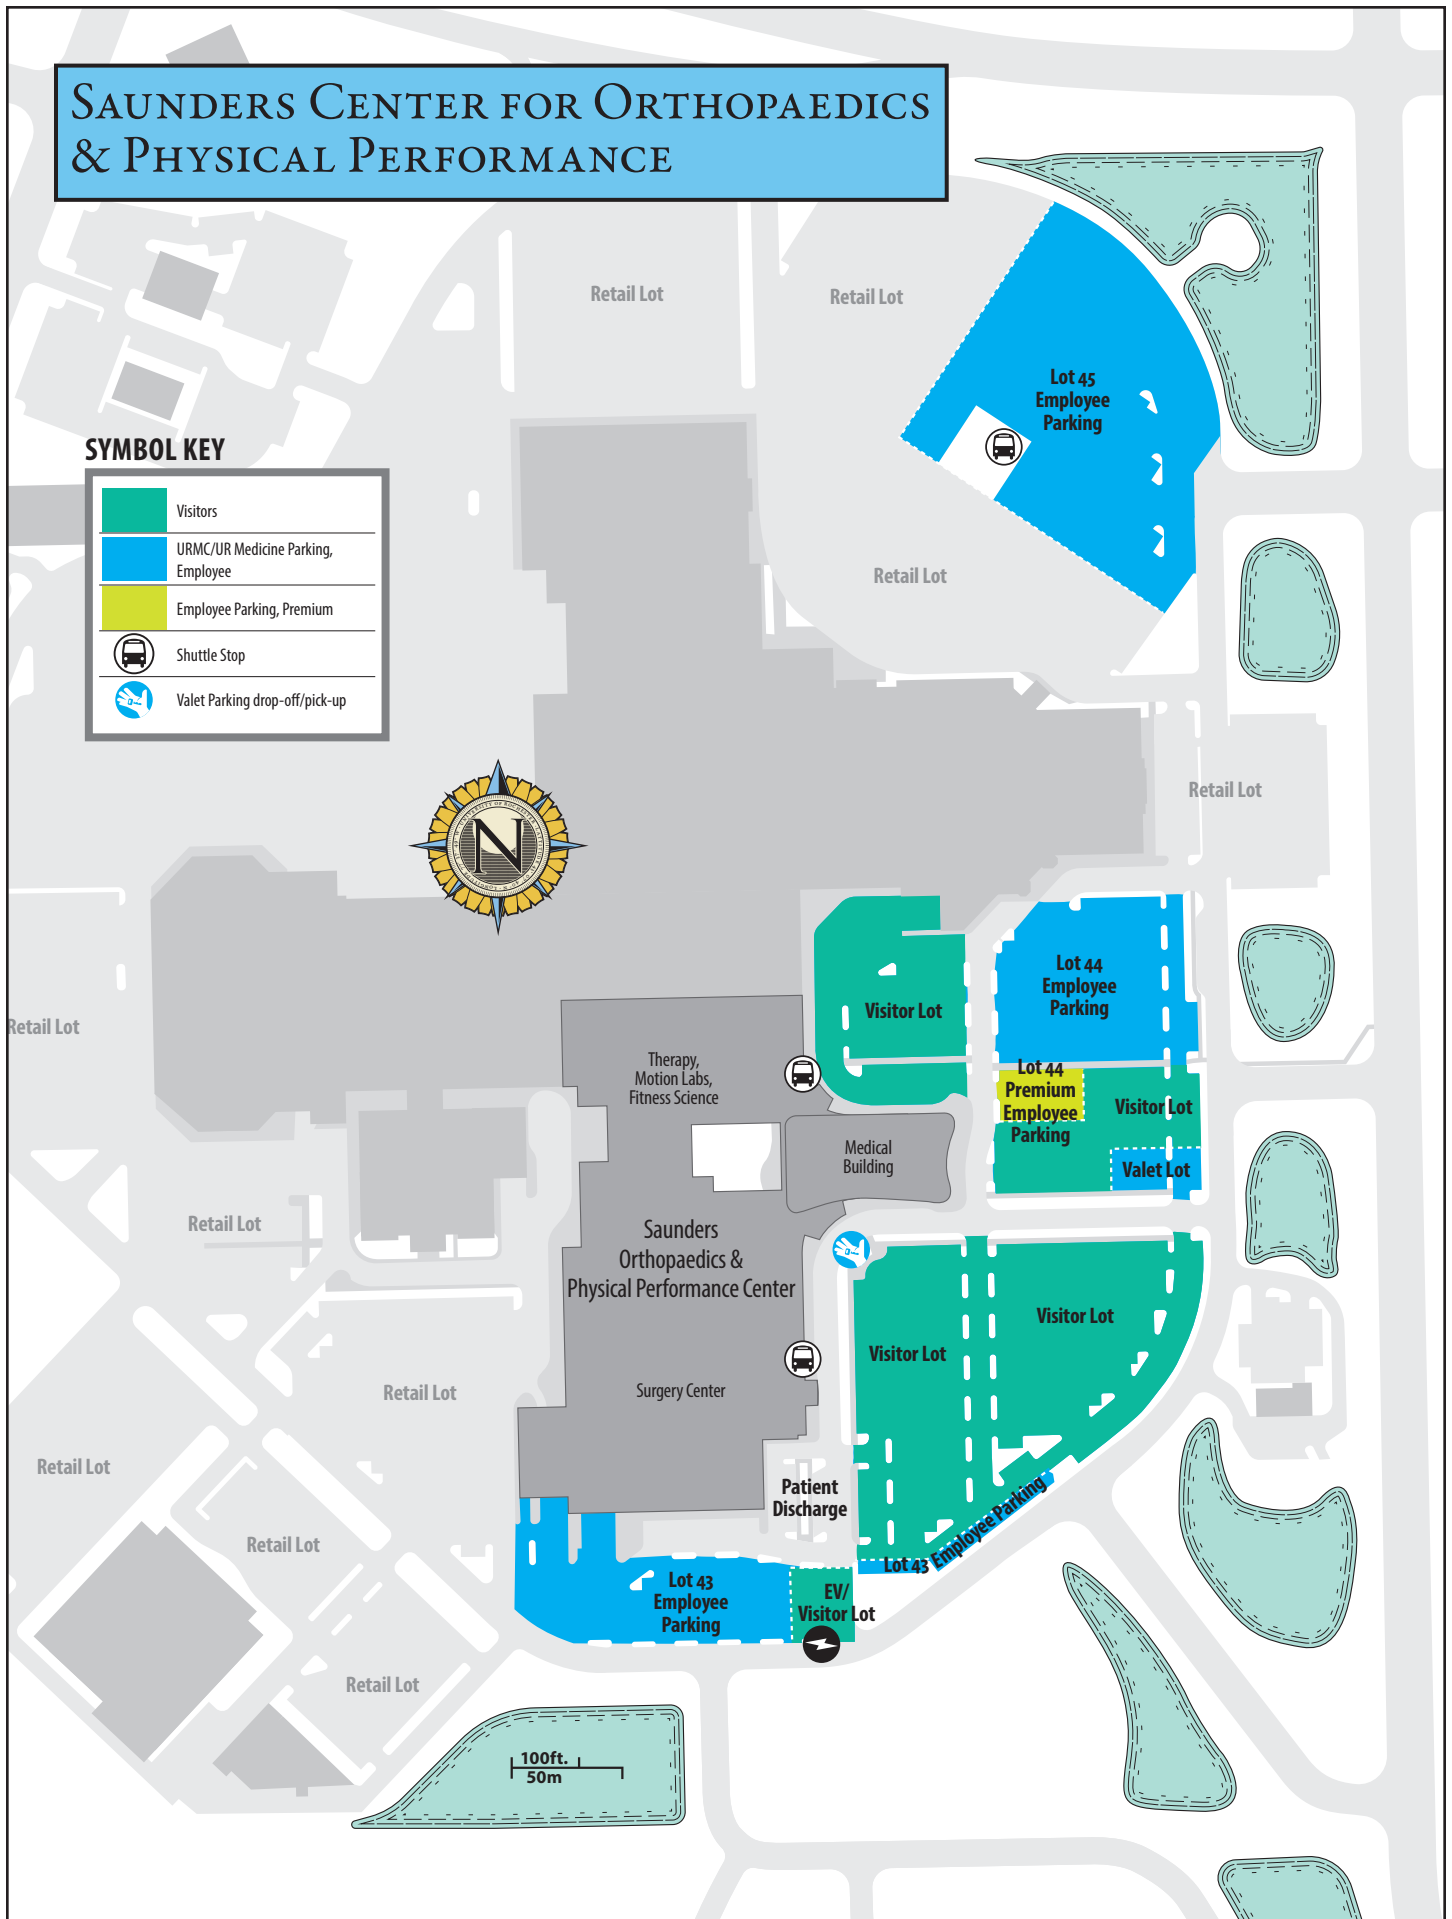 SAUNDERS CENTER FOR ORTHOPAEDICS
& PHYSICAL PERFORMANCE
Retail Lot
Retail Lot
Lot 45
Employee
Parking
SYMBOL KEY
Visitors
URMC/UR Medicine Parking,
Employee
Employee Parking, Premium
Shuttle Stop
Valet Parking drop-off/pick-up
Retail Lot
Retail Lot
N
Retail Lot
Visitor Lot
Lot 44
Employee
Parking
Therapy,
Motion Labs,
Fitness Science
Lot 44
Premium
Employee
Parking
Visitor Lot
Medical
Building
Valet Lot
Retail Lot
Saunders
Orthopaedics &
Physical Performance Center
Visitor Lot
Visitor Lot
Surgery Center
Retail Lot
Retail Lot
Patient
Discharge
Retail Lot
Lot 43 Employee Parking
Lot 43
Employee
Parking
EV/
Visitor Lot
Retail Lot
100ft.
50m